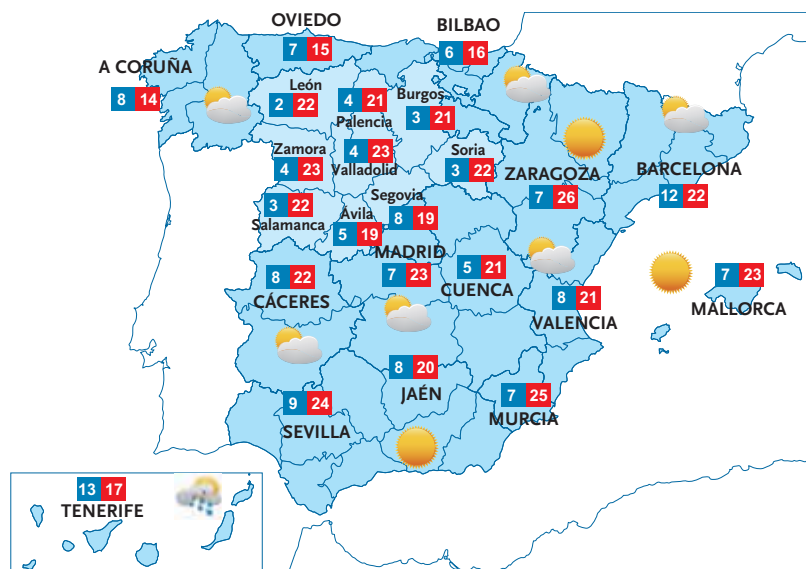 OVIEDO
7 15
BILBAO
6 16
A CORUÑA
8 14
León
2 22
4 21
Palencia
Burgos
3 21
Zamora
4 23
4 23
Valladolid
Soria
3 22
ZARAGOZA
7 26
BARCELONA
12 22
3 22
Salamanca
Ávila
5 19
Segovia
8 19
MADRID
7 23
5 21
CUENCA
8 22
CÁCERES
8 21
VALENCIA
7 23
MALLORCA
8 20
JAÉN
9 24
SEVILLA
7 25
MURCIA
13 17
TENERIFE